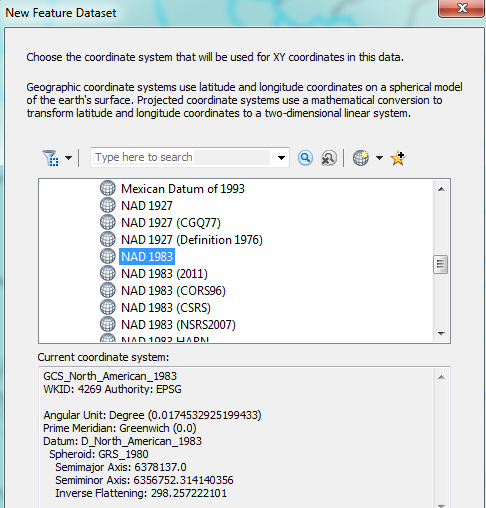 New Feature Dataset
Choose the coordinate system that will be used for XY coordinates in this data.
Geographic coordinate systems use latitude and longitude coordinates on a spherical model
of the earth's surface. Projected coordinate systems use a mathematical conversion to
transform latitude and longitude coordinates to a two-dimensional linear system.
Type here to search
Mexican Datum of 1993
NAD 1927
NAD 1927 (CGQ77)
NAD 1927 (Definition 1976)
NAD 1983
NAD 1983 (2011)
NAD 1983 (CORS96)
NAD 1983 (CSRS)
NAD 1983 (NSRS2007)
NAD 1983 HARN
Current coordinate system:
GCS_North_American_1983
WKID: 4269 Authority: EPSG
Angular Unit: Degree (0.0174532925199433)
Prime Meridian: Greenwich (0.0)
Datum: D_North_American_1983
Spheroid: GRS_1980
Semimajor Axis: 6378137.0
Semiminor Axis: 6356752.314140356
Inverse Flattening: 298.257222101